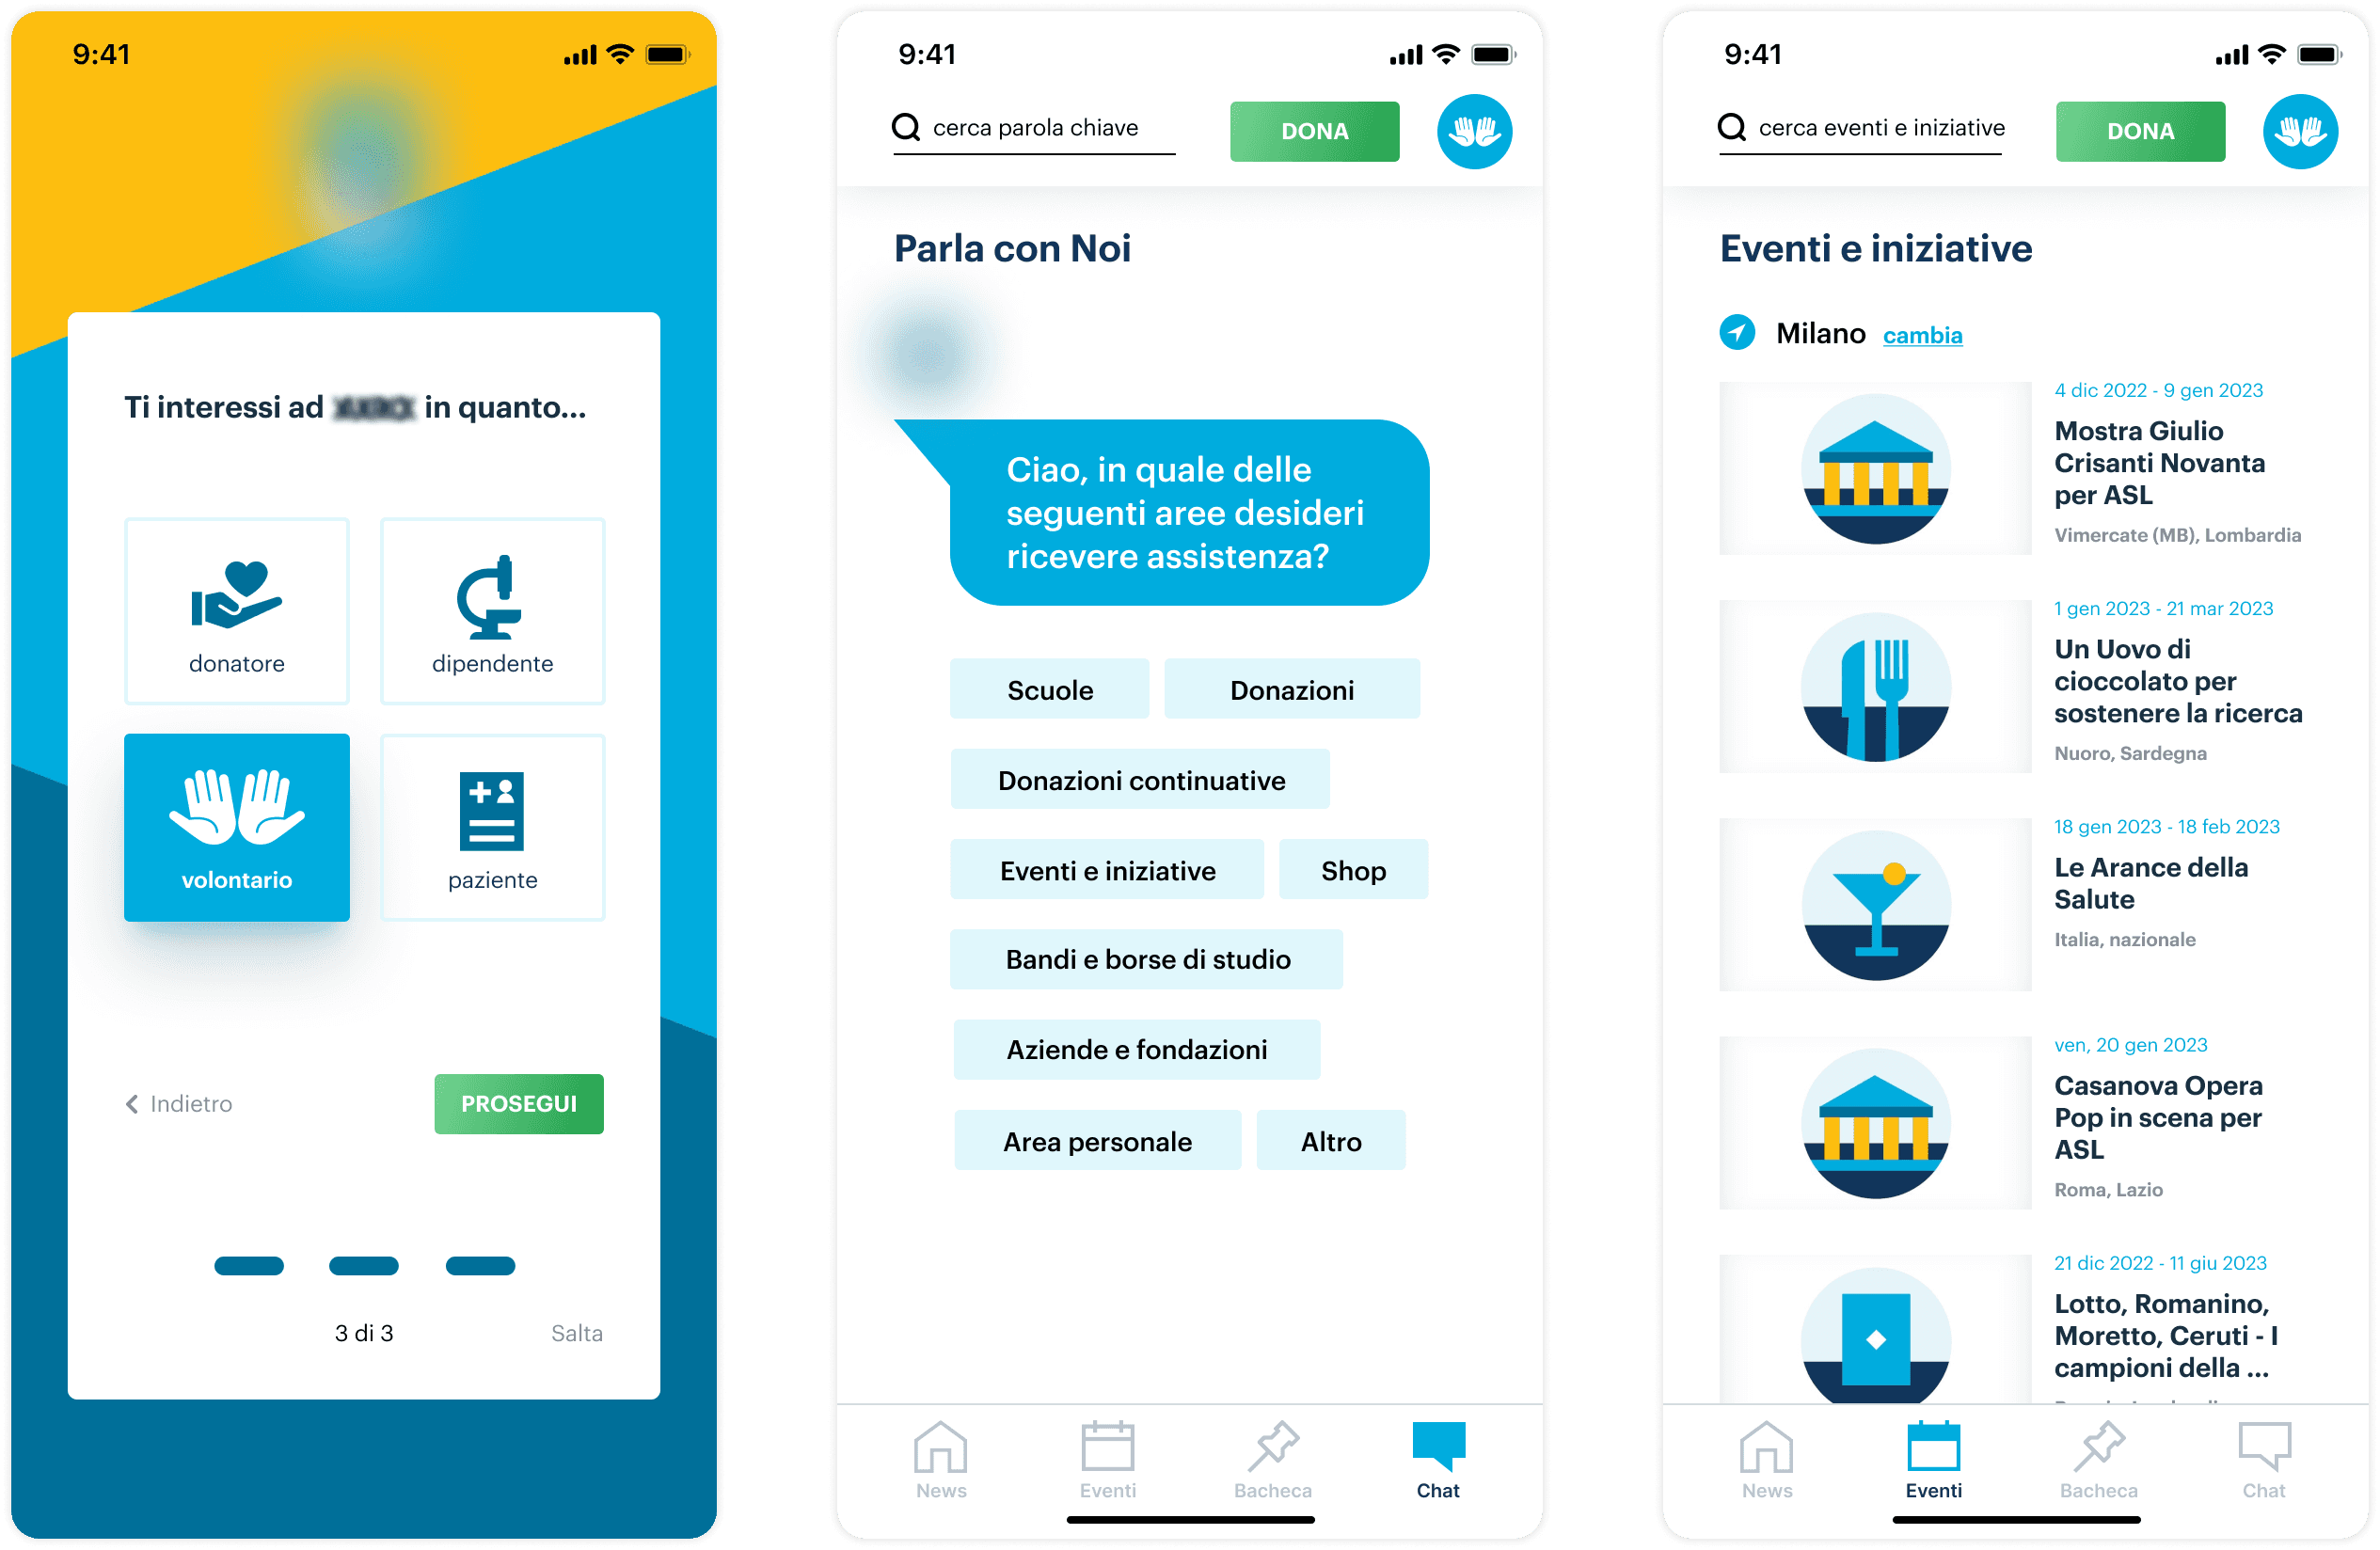 9:41
Ti interessi ad in quanto...
donatore
dipendente
volontario
paziente
Indietro
PROSEGUI
3 di 3
Salta
9:41
cerca parola chiave
DONA
Parla con Noi
Ciao, in quale delle
seguenti aree desideri
ricevere assistenza?
Scuole
Donazioni
Donazioni continuative
Eventi e iniziative
Shop
Bandi e borse di studio
Aziende e fondazioni
Area personale
Altro
News
Eventi
Bacheca
Chat
9:41
cerca eventi e iniziative
DONA
Eventi e iniziative
Milano cambia
4 dic 2022 - 9 gen 2023
Mostra Giulio
Crisanti Novanta
per ASL
Vimercate (MB), Lombardia
1 gen 2023 - 21 mar 2023
Un Uovo di
cioccolato per
sostenere la ricerca
Nuoro, Sardegna
18 gen 2023 - 18 feb 2023
Le Arance della
Salute
Italia, nazionale
ven, 20 gen 2023
Casanova Opera
Pop in scena per
ASL
Roma, Lazio
21 dic 2022 - 11 giu 2023
Lotto, Romanino,
Moretto, Ceruti - I
campioni della ...
News
Eventi
Bacheca
Chat